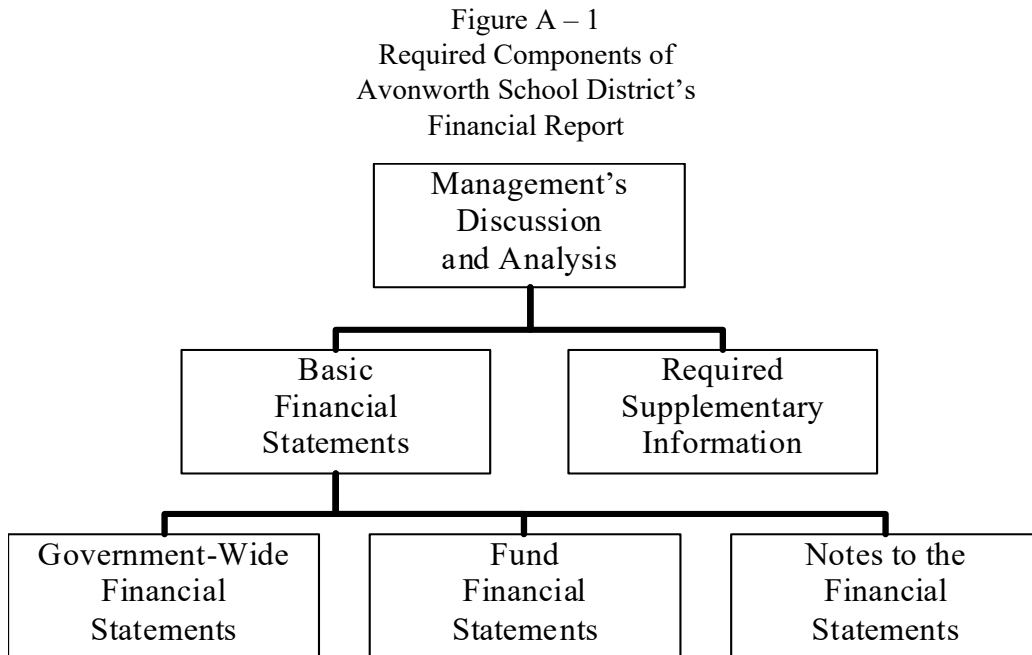 Figure A – 1
Required Components of
Avonworth School District’s
Financial Report
Management’s
Discussion
and Analysis
Basic
Financial
Statements
Required
Supplementary
Information
Government-Wide
Financial
Statements
Fund
Financial
Statements
Notes to the
Financial
Statements